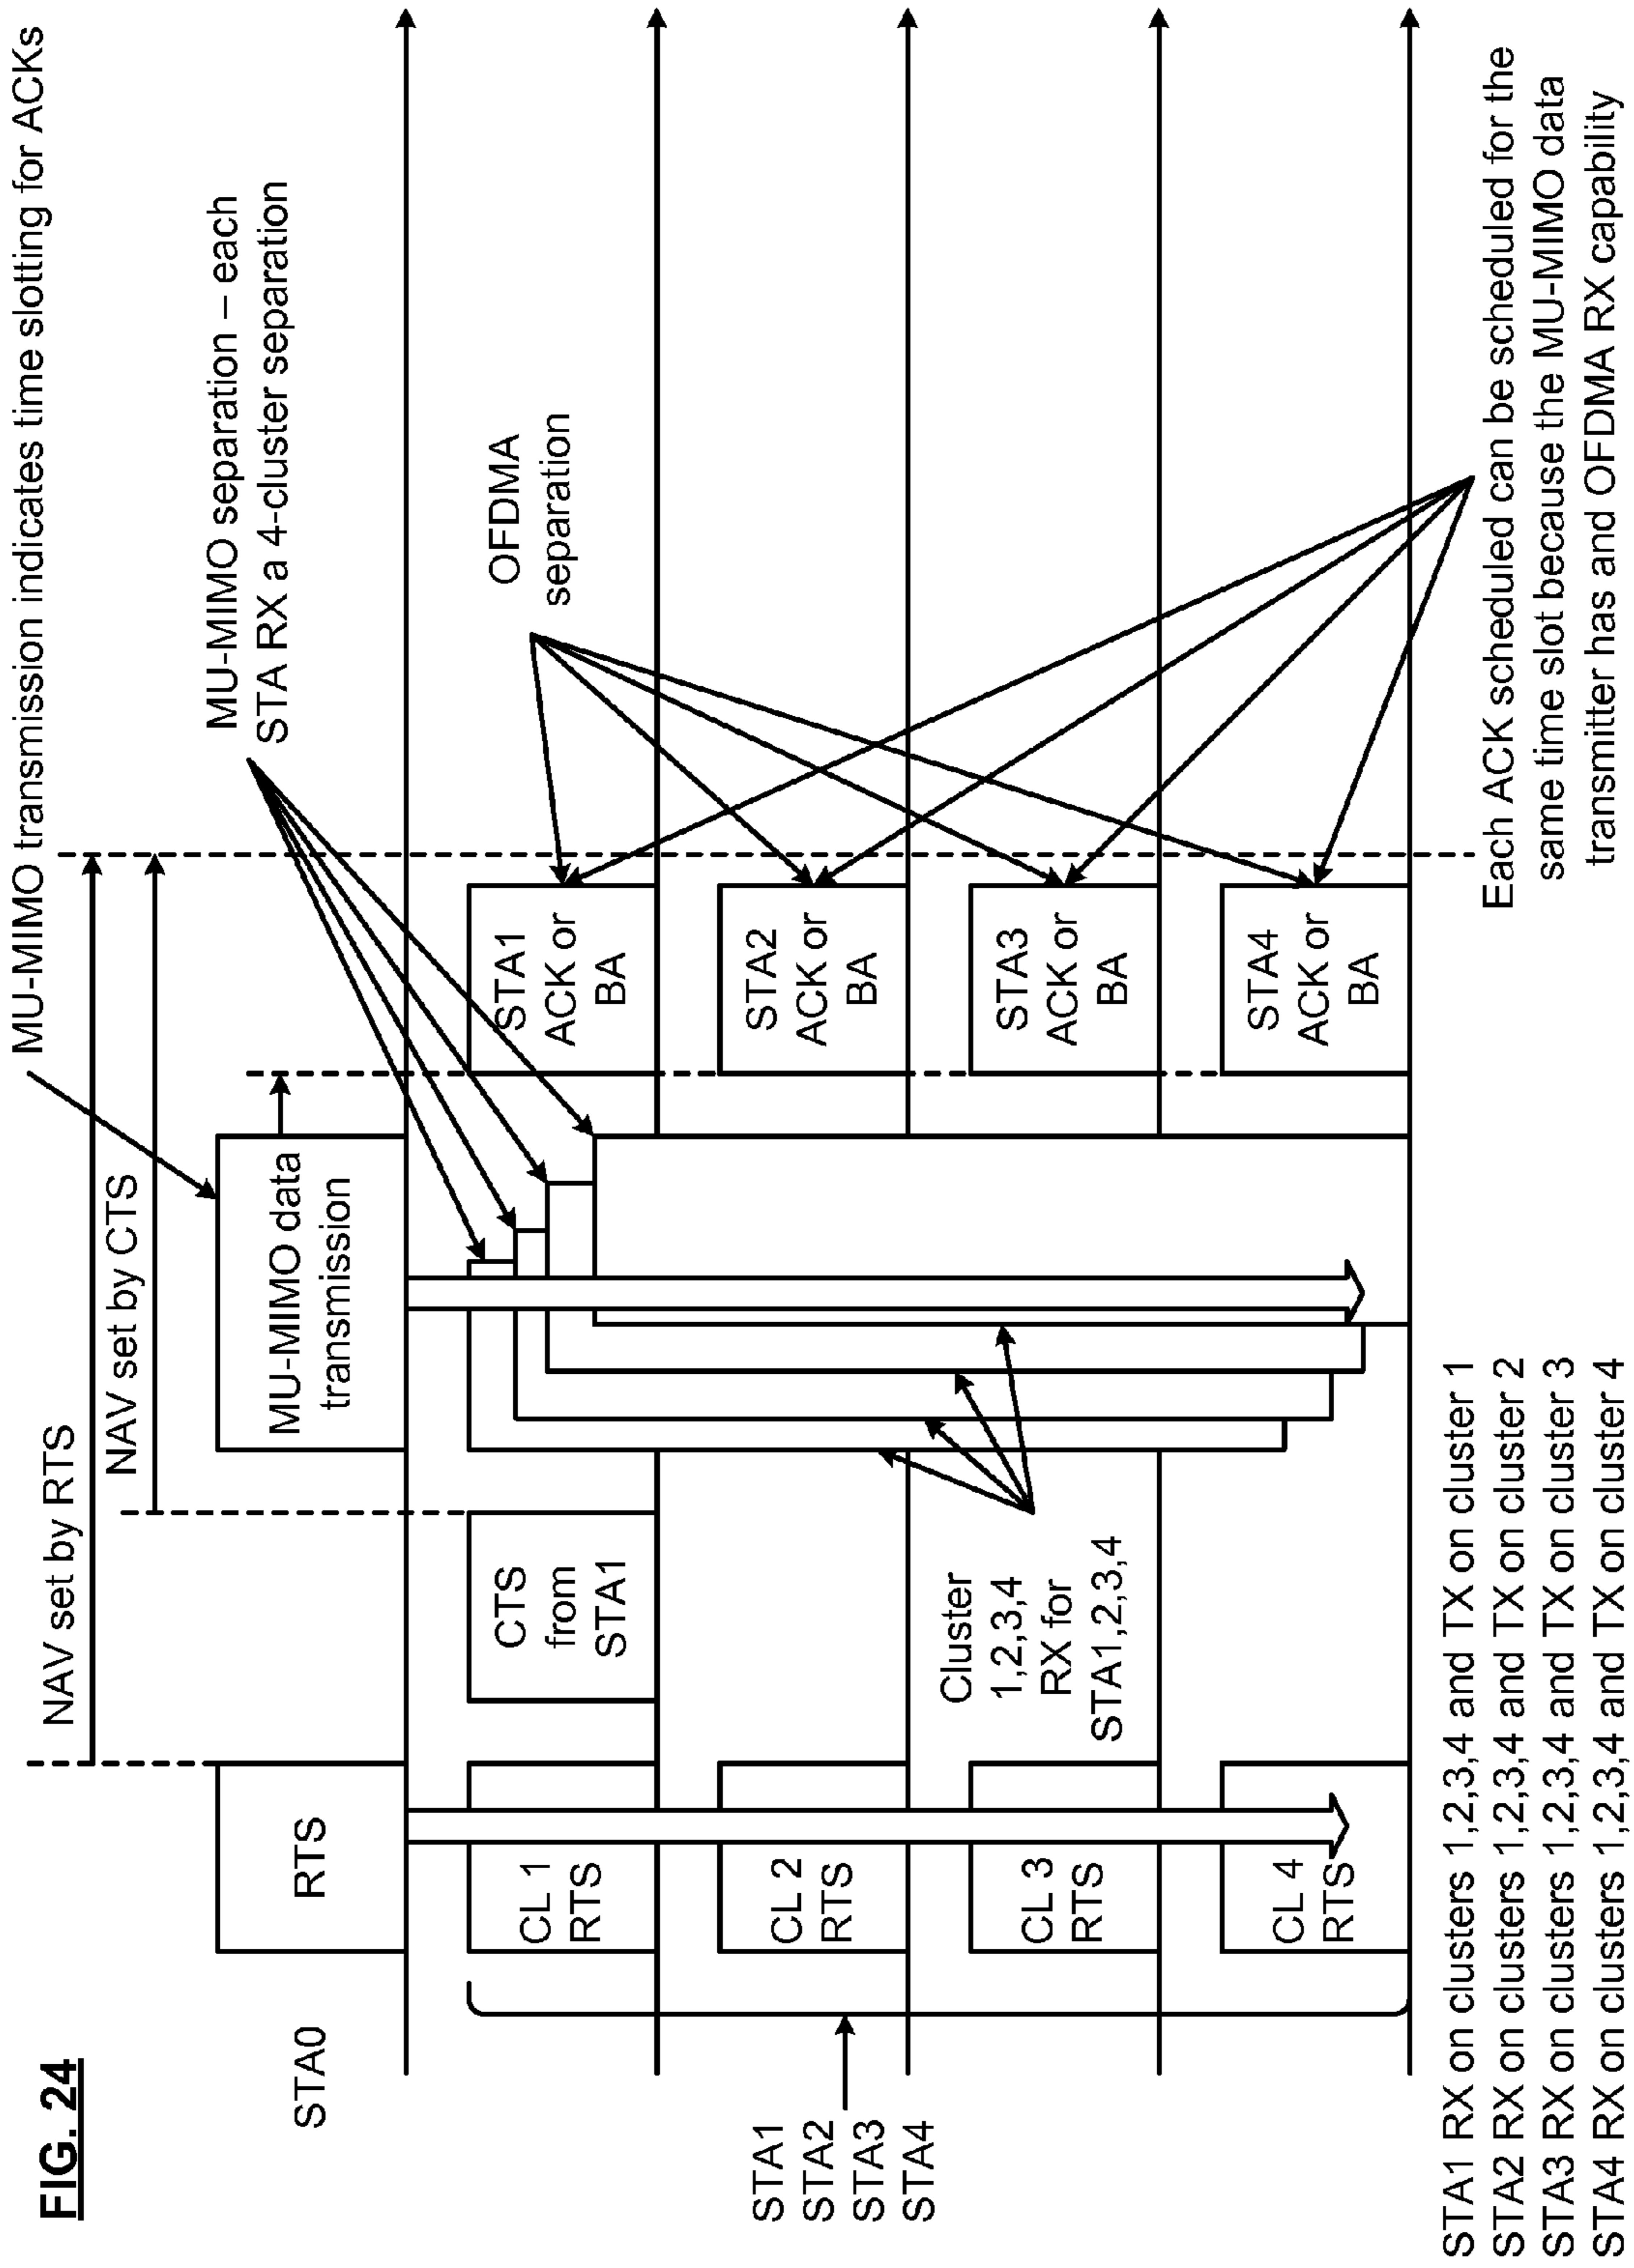 FIG. 24
MU-MIMO transmission indicates time slotting for ACKs
NAV set by RTS
NAV set by CTS
MU-MIMO separation – each
STA RX a 4-cluster separation
STA0
RTS
MU-MIMO data
transmission
OFDMA
separation
STA1
STA2
STA3
STA4
CL 1
RTS
CTS
from
STA1
STA1
ACK or
BA
CL 2
RTS
STA2
ACK or
BA
CL 3
RTS
Cluster
1,2,3,4
RX for
STA1,2,3,4
STA3
ACK or
BA
CL 4
RTS
STA4
ACK or
BA
STA1 RX on clusters 1,2,3,4 and TX on cluster 1
STA2 RX on clusters 1,2,3,4 and TX on cluster 2
STA3 RX on clusters 1,2,3,4 and TX on cluster 3
STA4 RX on clusters 1,2,3,4 and TX on cluster 4
Each ACK scheduled can be scheduled for the
same time slot because the MU-MIMO data
transmitter has and OFDMA RX capability